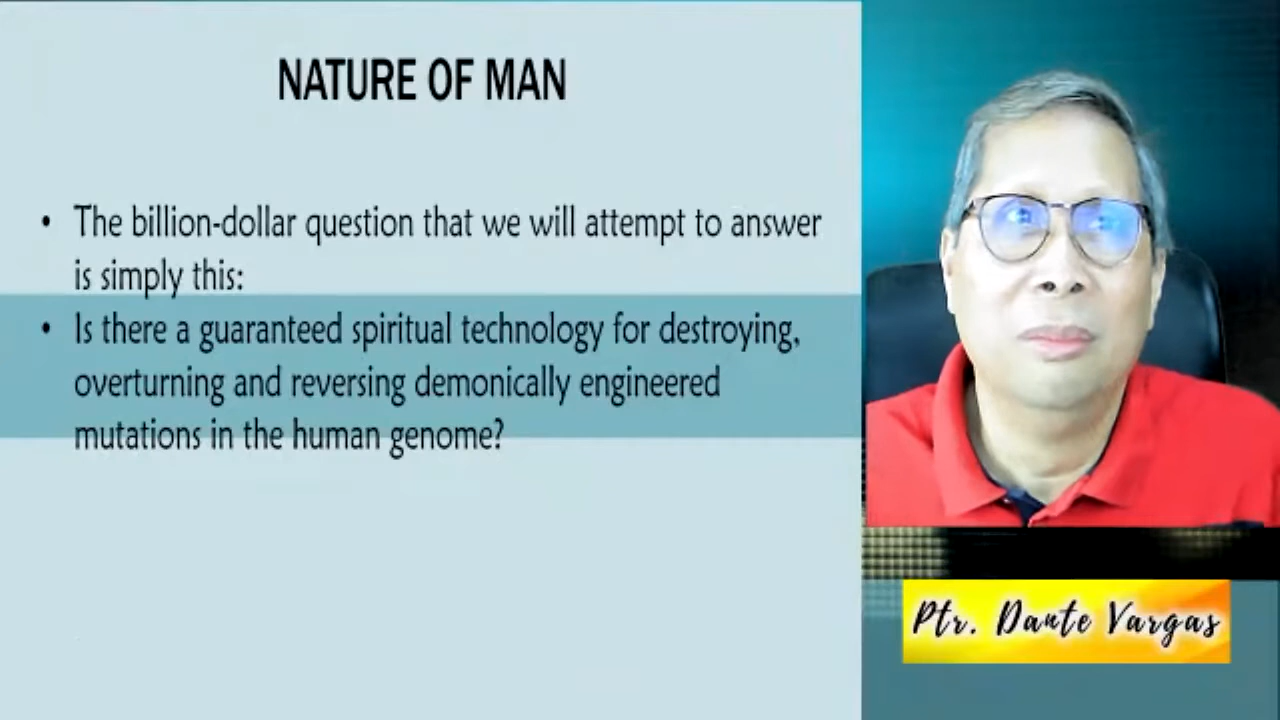 NATURE OF MAN
• The billion-dollar question that we will attempt to answer
is simply this:
• Is there a guaranteed spiritual technology for destroying,
overturning and reversing demonically engineered
mutations in the human genome?
Ptr. Dante Vargas